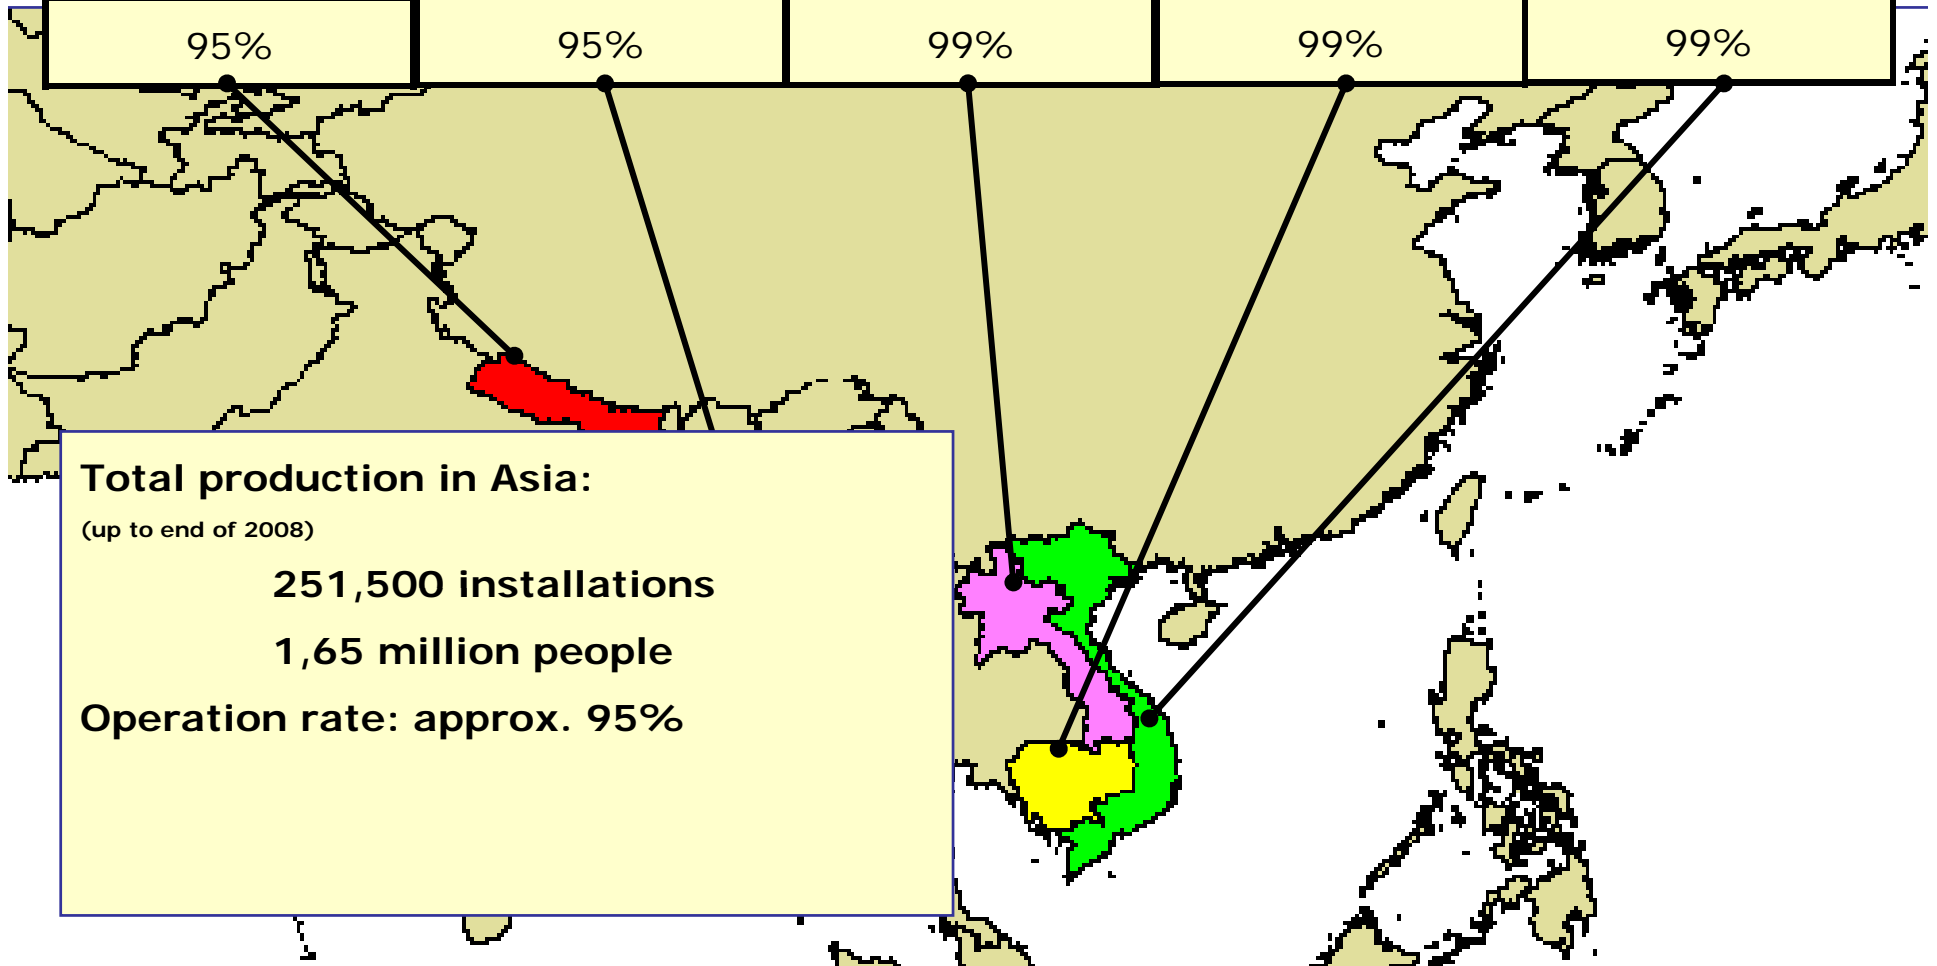 95% 95% 99% 99% 99%
Total production in Asia:
(up to end of 2008)
251,500 installations
1,65 million people
Operation rate: approx. 95%